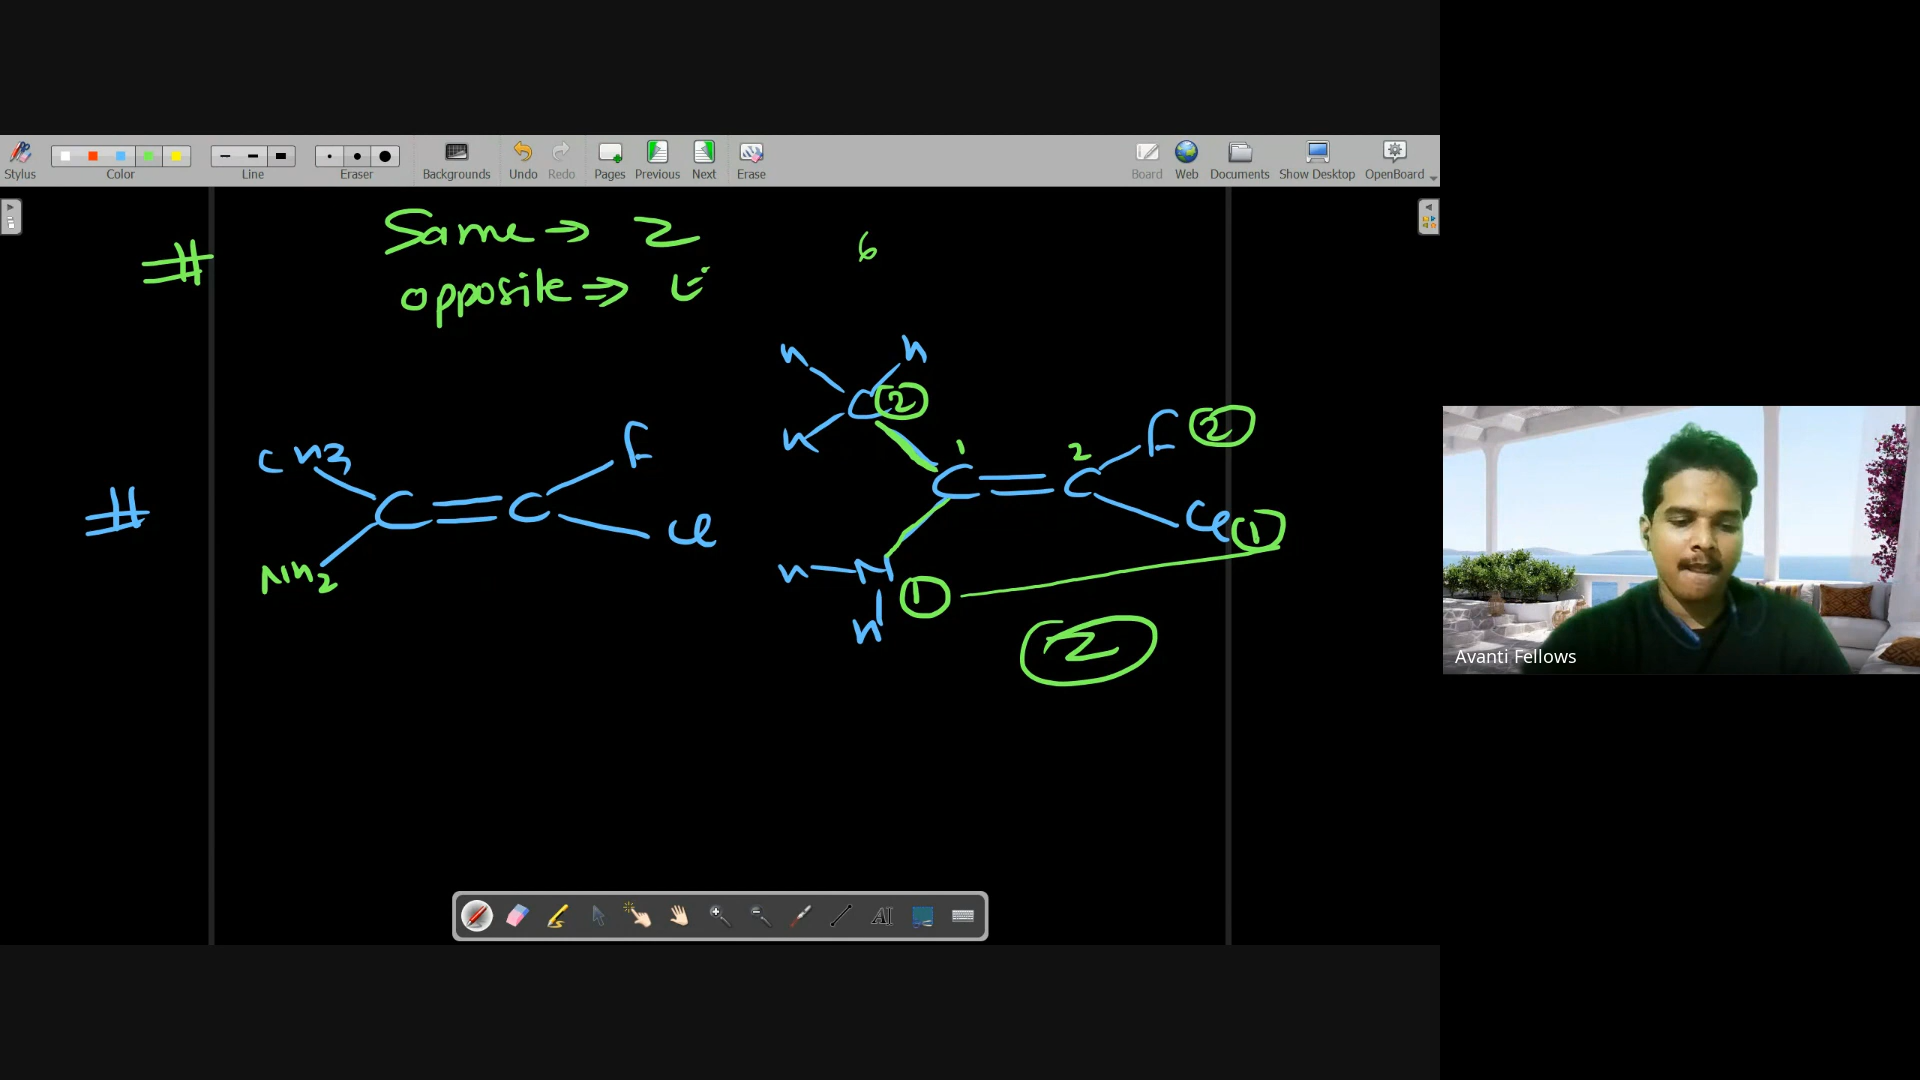 Stylus Color Line Eraser Backgrounds Undo Redo Pages Previous Next Erase Board Web Documents Show Desktop OpenBoard
Same → Z
6
opposite ⇒ E
H H
C ②
CH3 F
1 2 F ②
C = C C = C
Cl Cl ①
NH2 H N ①
H
Z
Avanti Fellows